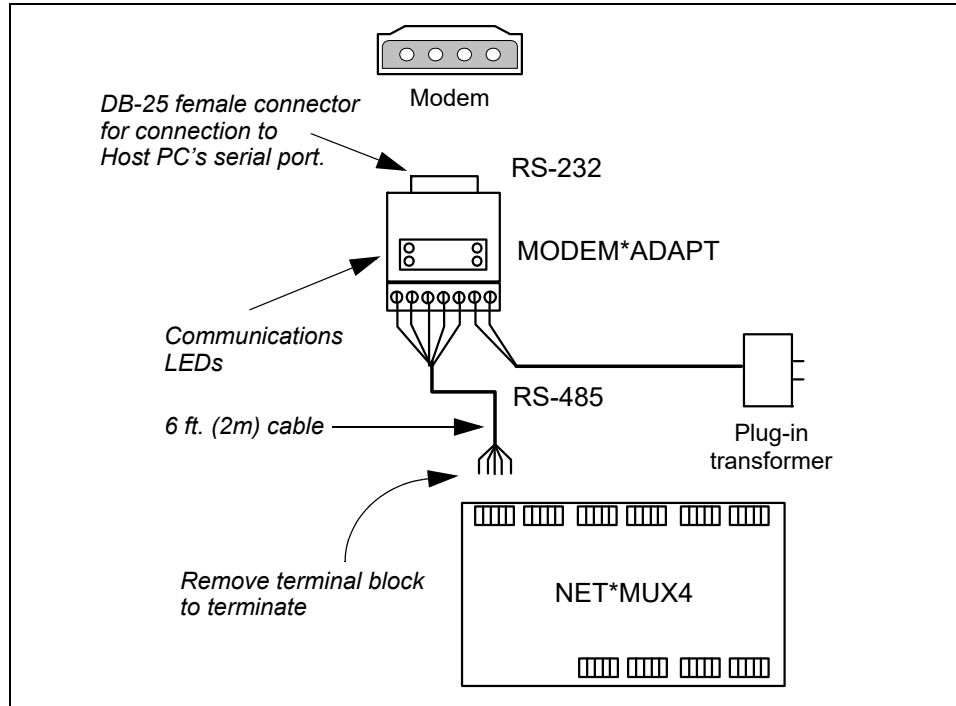 Modem
DB-25 female connector
for connection to
Host PC’s serial port.
RS-232
MODEM*ADAPT
Communications
LEDs
RS-485
6 ft. (2m) cable
Plug-in
transformer
Remove terminal block
to terminate
NET*MUX4